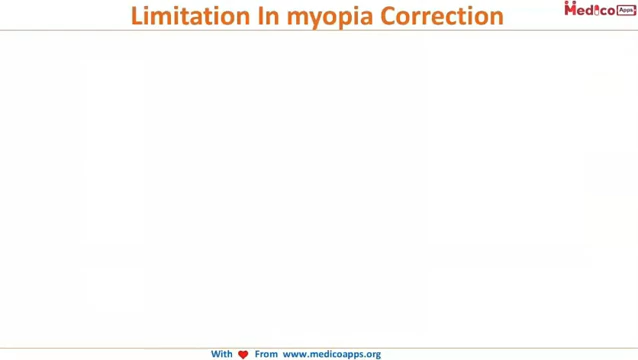 Limitation In myopia Correction
Medico Apps
With From www.medicoapps.org